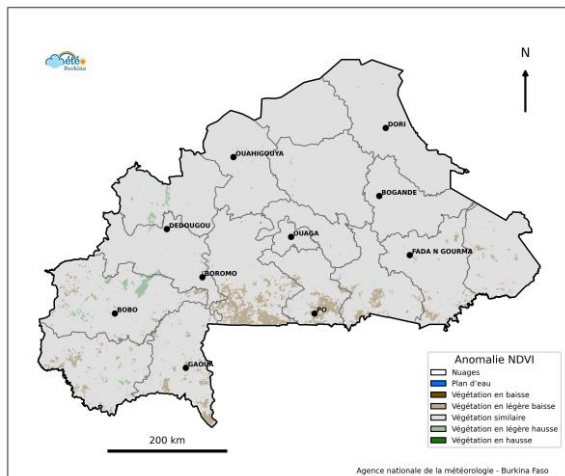 Météo
Burkina
N
DORI
OUAHIGOUYA
BOGANDE
DEDOUGOU
OUAGA
FADA N GOURMA
BOROMO
BOBO
PO
GAOUA
Anomalie NDVI
Nuages
Plan d'eau
Végétation en baisse
Végétation en légère baisse
Végétation similaire
Végétation en légère hausse
Végétation en hausse
200 km
Agence nationale de la météorologie - Burkina Faso